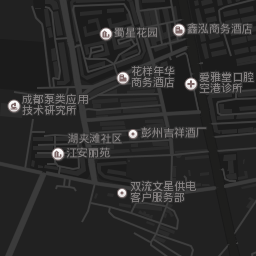 蜀星花园
鑫泓商务酒店
花样年华
商务酒店
爱雅堂口腔
空港诊所
成都泵类应用
技术研究所
彭州吉祥酒厂
湖夹滩社区
江安丽苑
双流文星供电
客户服务部